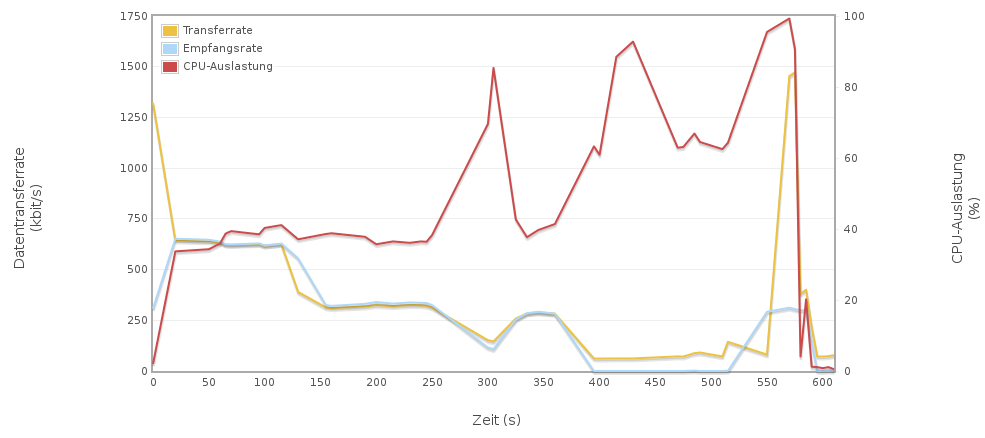 Transferrate
Empfangsrate
CPU-Auslastung
Datentransferrate
(kbit/s)
1750
1500
1250
1000
750
500
250
0
100
80
60
40
20
0
CPU-Auslastung
(%)
0 50 100 150 200 250 300 350 400 450 500 550 600
Zeit (s)